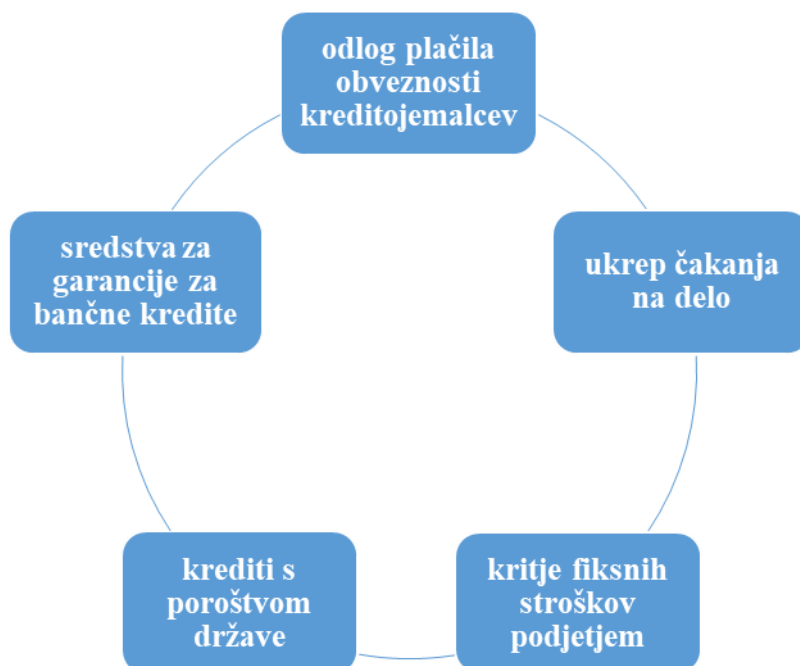 odlog plačila
obveznosti
kreditojemalcev
ukrep čakanja
na delo
kritje fiksnih
stroškov
podjetjem
krediti s
poroštvom
države
sredstva za
garancije za
bančne kredite